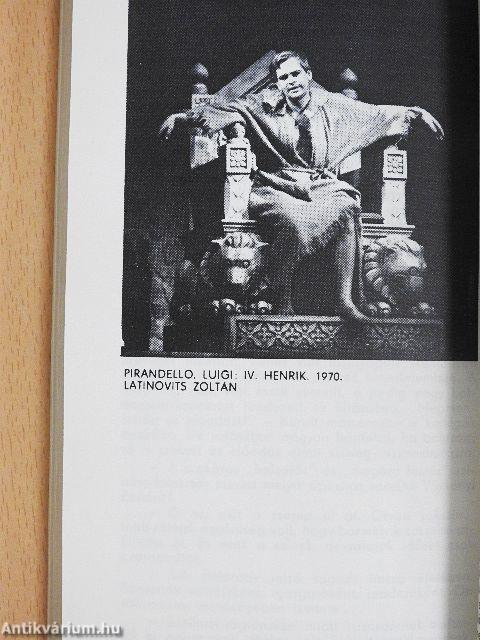 PIRANDELLO, LUIGI: IV. HENRIK. 1970.
LATINOVITS ZOLTÁN
Antikvárium.hu